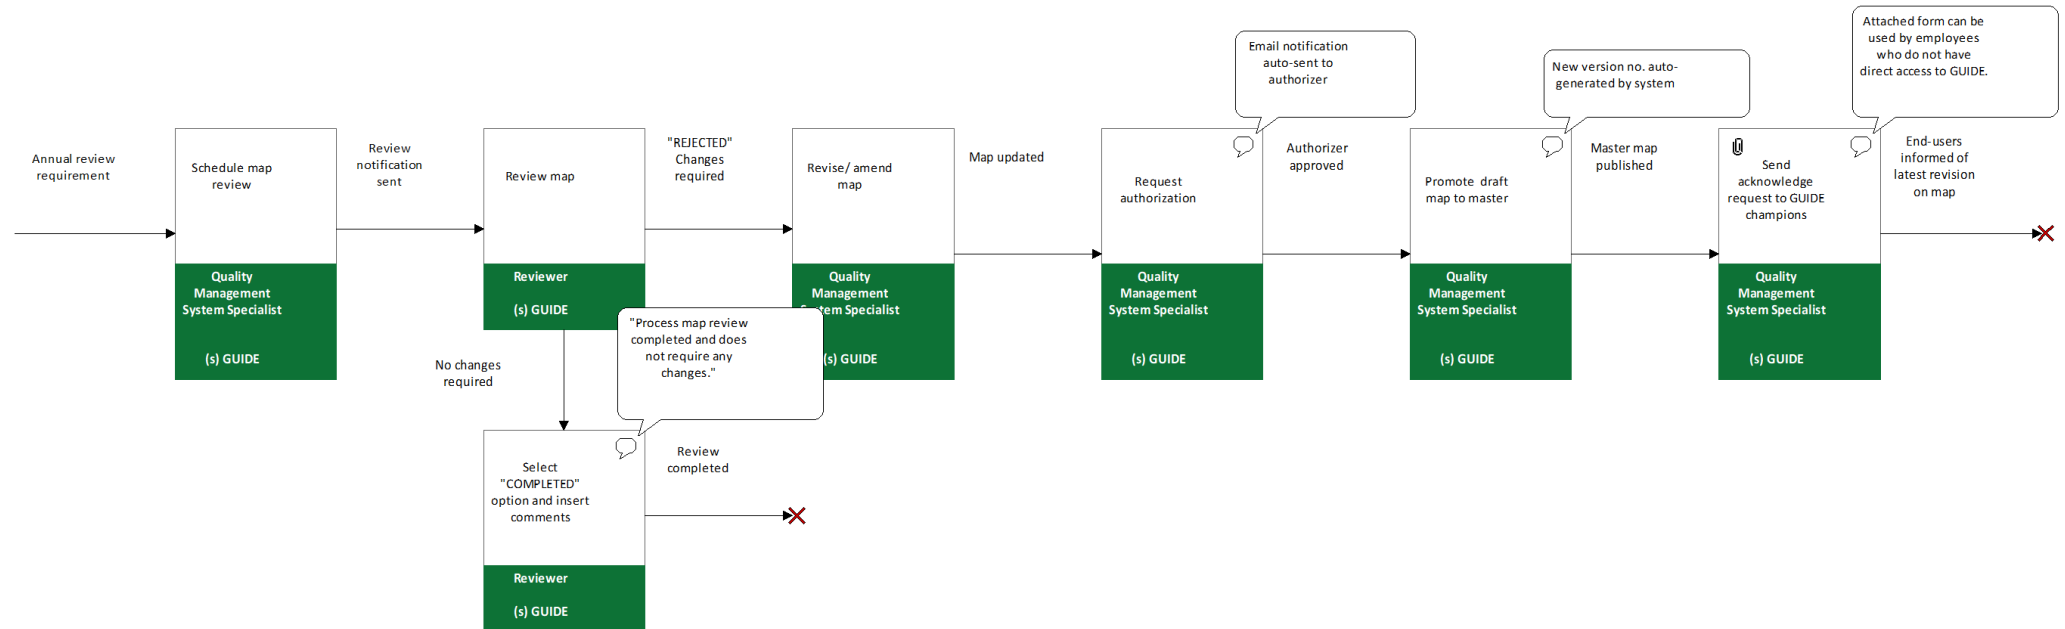 Annual review
requirement
Schedule map
review
Quality
Management
System Specialist
(s) GUIDE
Review
notification
sent
Review map
Reviewer
(s) GUIDE
"REJECTED"
Changes
required
Revise/ amend
map
Quality
Management
System Specialist
(s) GUIDE
Map updated
Request
authorization
Quality
Management
System Specialist
(s) GUIDE
Email notification
auto-sent to
authorizer
Authorizer
approved
Promote draft
map to master
Quality
Management
System Specialist
(s) GUIDE
New version no. auto-
generated by system
Master map
published
Send
acknowledge
request to GUIDE
champions
Quality
Management
System Specialist
(s) GUIDE
Attached form can be
used by employees
who do not have
direct access to GUIDE.
End-users
informed of
latest revision
on map
No changes
required
"Process map review
completed and does
not require any
changes."
Select
"COMPLETED"
option and insert
comments
Reviewer
(s) GUIDE
Review
completed